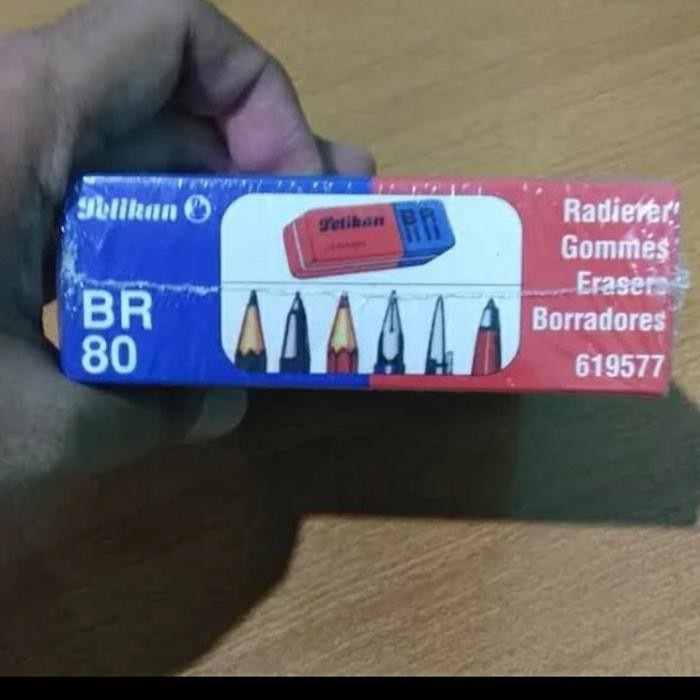 Pelikan
BR
80
Pelikan
BR
Radierer
Gommes
Erasers
Borradores
619577